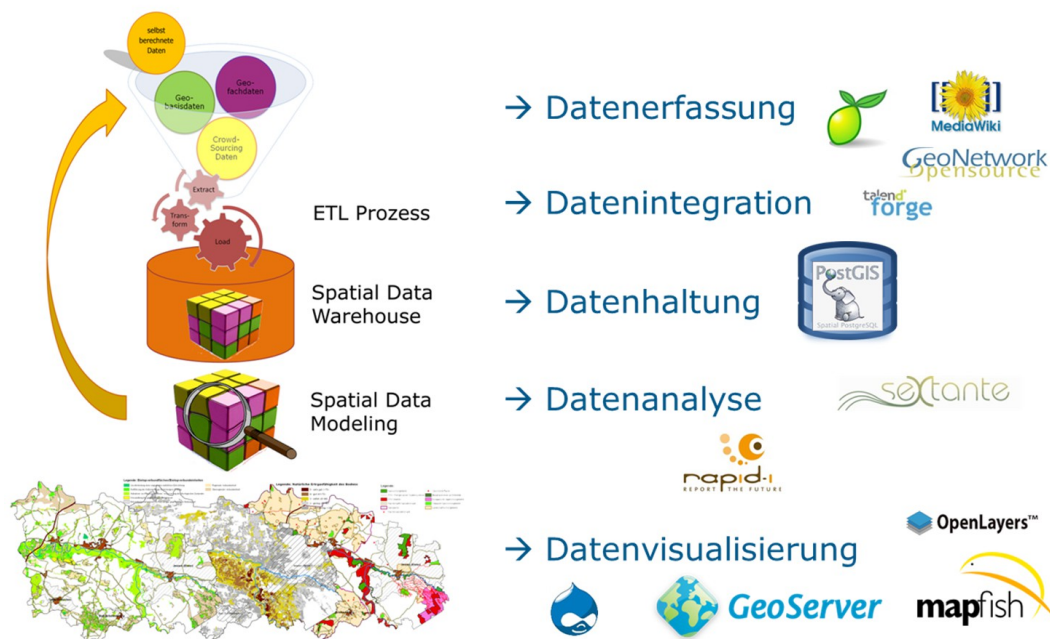 selbst
berechnete
Daten
Geo-
basisdaten
Geo-
fachdaten
Crowd-
Sourcing
Daten
Extract
Trans-
form
Load
ETL Prozess
Spatial Data
Warehouse
Spatial Data
Modeling
→ Datenerfassung
MediaWiki
GeoNetwork
Opensource
→ Datenintegration
talend
forge
→ Datenhaltung
PostGIS
Spatial PostgreSQL
→ Datenanalyse
sextante
rapid-i
REPORT THE FUTURE
→ Datenvisualisierung
OpenLayers™
GeoServer
mapfish